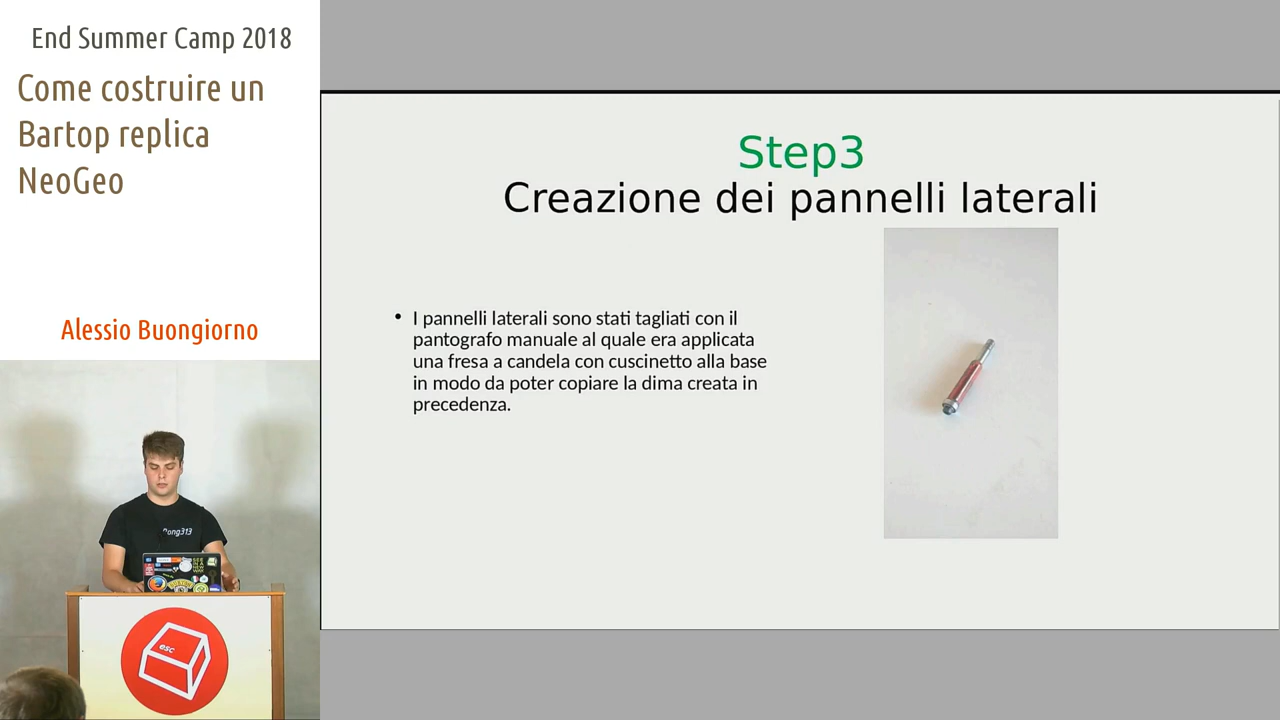 End Summer Camp 2018
Come costruire un
Bartop replica
NeoGeo
Alessio Buongiorno
Step3
Creazione dei pannelli laterali
• I pannelli laterali sono stati tagliati con il
pantografo manuale al quale era applicata
una fresa a candela con cuscinetto alla base
in modo da poter copiare la dima creata in
precedenza.
esc